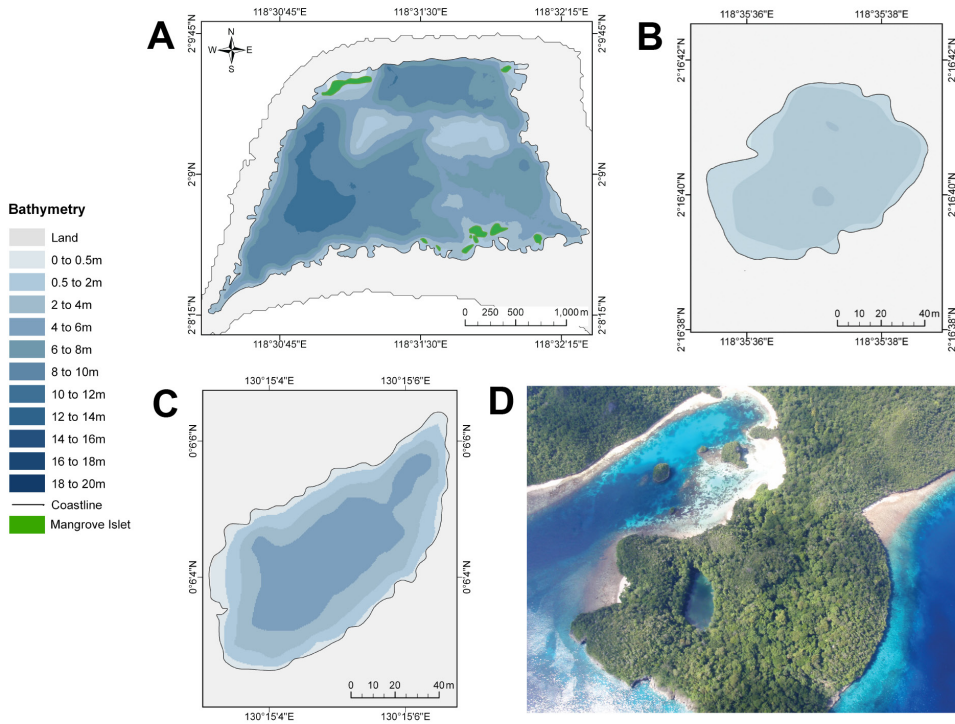 A
N
W E
S
118°30'45"E 118°31'30"E 118°32'15"E
2°9'45"N 2°9'45"N
2°9'0"N 2°9'0"N
2°8'15"N 2°8'15"N
0 250 500 1,000 m
118°30'45"E 118°31'30"E 118°32'15"E
B
118°35'36"E 118°35'38"E
2°16'42"N 2°16'42"N
2°16'40"N 2°16'40"N
2°16'38"N 2°16'38"N
0 10 20 40 m
118°35'36"E 118°35'38"E
Bathymetry
Land
0 to 0.5m
0.5 to 2m
2 to 4m
4 to 6m
6 to 8m
8 to 10m
10 to 12m
12 to 14m
14 to 16m
16 to 18m
18 to 20m
Coastline
Mangrove Islet
C
130°15'4"E 130°15'6"E
0°6'6"N 0°6'6"N
0°6'4"N 0°6'4"N
0 10 20 40 m
130°15'4"E 130°15'6"E
D